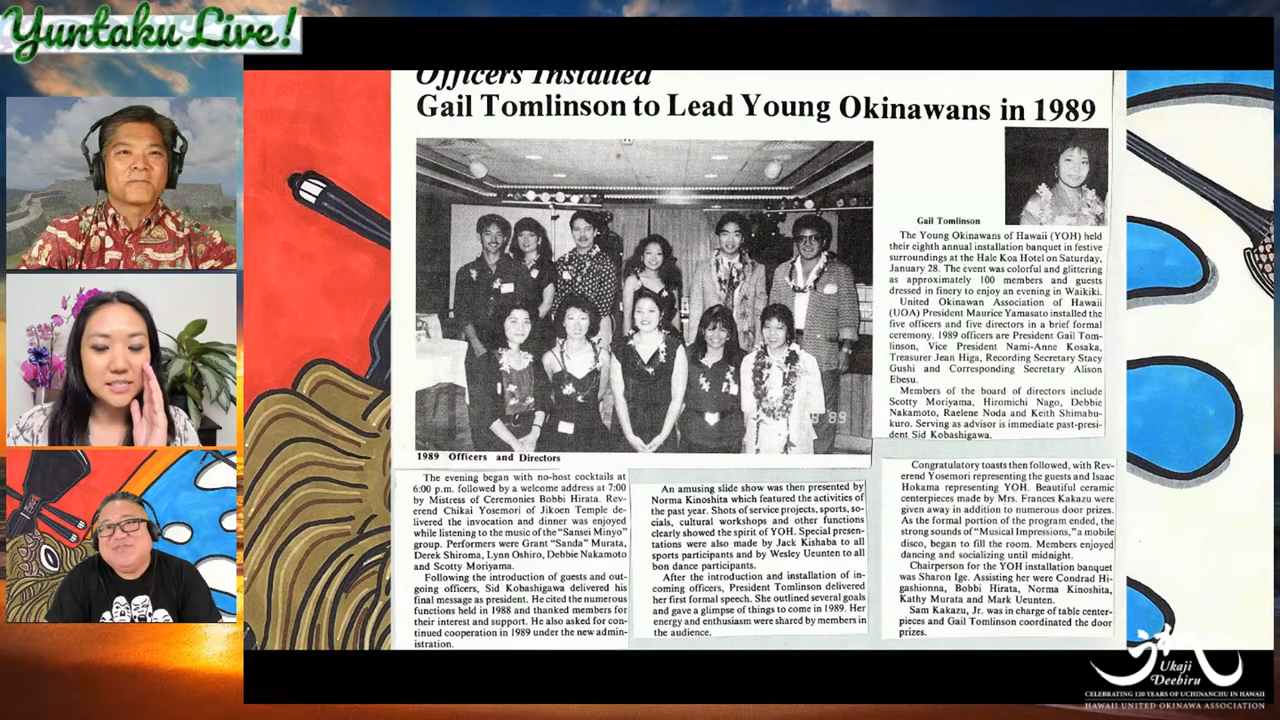 Yuntaku Live!
Officers Installed
Gail Tomlinson to Lead Young Okinawans in 1989
1989 Officers and Directors
8 '89
Gail Tomlinson
The Young Okinawans of Hawaii (YOH) held
their eighth annual installation banquet in festive
surroundings at the Hale Koa Hotel on Saturday,
January 28. The event was colorful and glittering
as approximately 100 members and guests
dressed in finery to enjoy an evening in Waikiki.
United Okinawan Association of Hawaii
(UOA) President Maurice Yamasato installed the
five officers and five directors in a brief formal
ceremony. 1989 officers are President Gail Tom-
linson, Vice President Nami-Anne Kosaka,
Treasurer Jean Higa, Recording Secretary Stacy
Gushi and Corresponding Secretary Alison
Ebesu.
Members of the board of directors include
Scotty Moriyama, Hiromichi Nago, Debbie
Nakamoto, Raelene Noda and Keith Shimabu-
kuro. Serving as advisor is immediate past-presi-
dent Sid Kobashigawa.
The evening began with no-host cocktails at
6:00 p.m. followed by a welcome address at 7:00
by Mistress of Ceremonies Bobbi Hirata. Rev-
erend Chikai Yosemori of Jikoen Temple de-
livered the invocation and dinner was enjoyed
while listening to the music of the "Sansei Minyo"
group. Performers were Grant "Sanda" Murata,
Derek Shiroma, Lynn Oshiro, Debbie Nakamoto
and Scotty Moriyama.
Following the introduction of guests and out-
going officers, Sid Kobashigawa delivered his
final message as president. He cited the numerous
functions held in 1988 and thanked members for
their interest and support. He also asked for con-
tinued cooperation in 1989 under the new admin-
istration.
An amusing slide show was then presented by
Norma Kinoshita which featured the activities of
the past year. Shots of service projects, sports, so-
cials, cultural workshops and other functions
clearly showed the spirit of YOH. Special presen-
tations were also made by Jack Kishaba to all
sports participants and by Wesley Ueunten to all
bon dance participants.
After the introduction and installation of in-
coming officers, President Tomlinson delivered
her first formal speech. She outlined several goals
and gave a glimpse of things to come in 1989. Her
energy and enthusiasm were shared by members in
the audience.
Congratulatory toasts then followed, with Rev-
erend Yosemori representing the guests and Isaac
Hokama representing YOH. Beautiful ceramic
centerpieces made by Mrs. Frances Kakazu were
given away in addition to numerous door prizes.
As the formal portion of the program ended, the
strong sounds of "Musical Impressions," a mobile
disco, began to fill the room. Members enjoyed
dancing and socializing until midnight.
Chairperson for the YOH installation banquet
was Sharon Ige. Assisting her were Condrad Hi-
gashionna, Bobbi Hirata, Norma Kinoshita,
Kathy Murata and Mark Ueunten.
Sam Kakazu, Jr. was in charge of table center-
pieces and Gail Tomlinson coordinated the door
prizes.
Ukaji
Deebiru
CELEBRATING 120 YEARS OF UCHINANCHU IN HAWAII
HAWAII UNITED OKINAWA ASSOCIATION